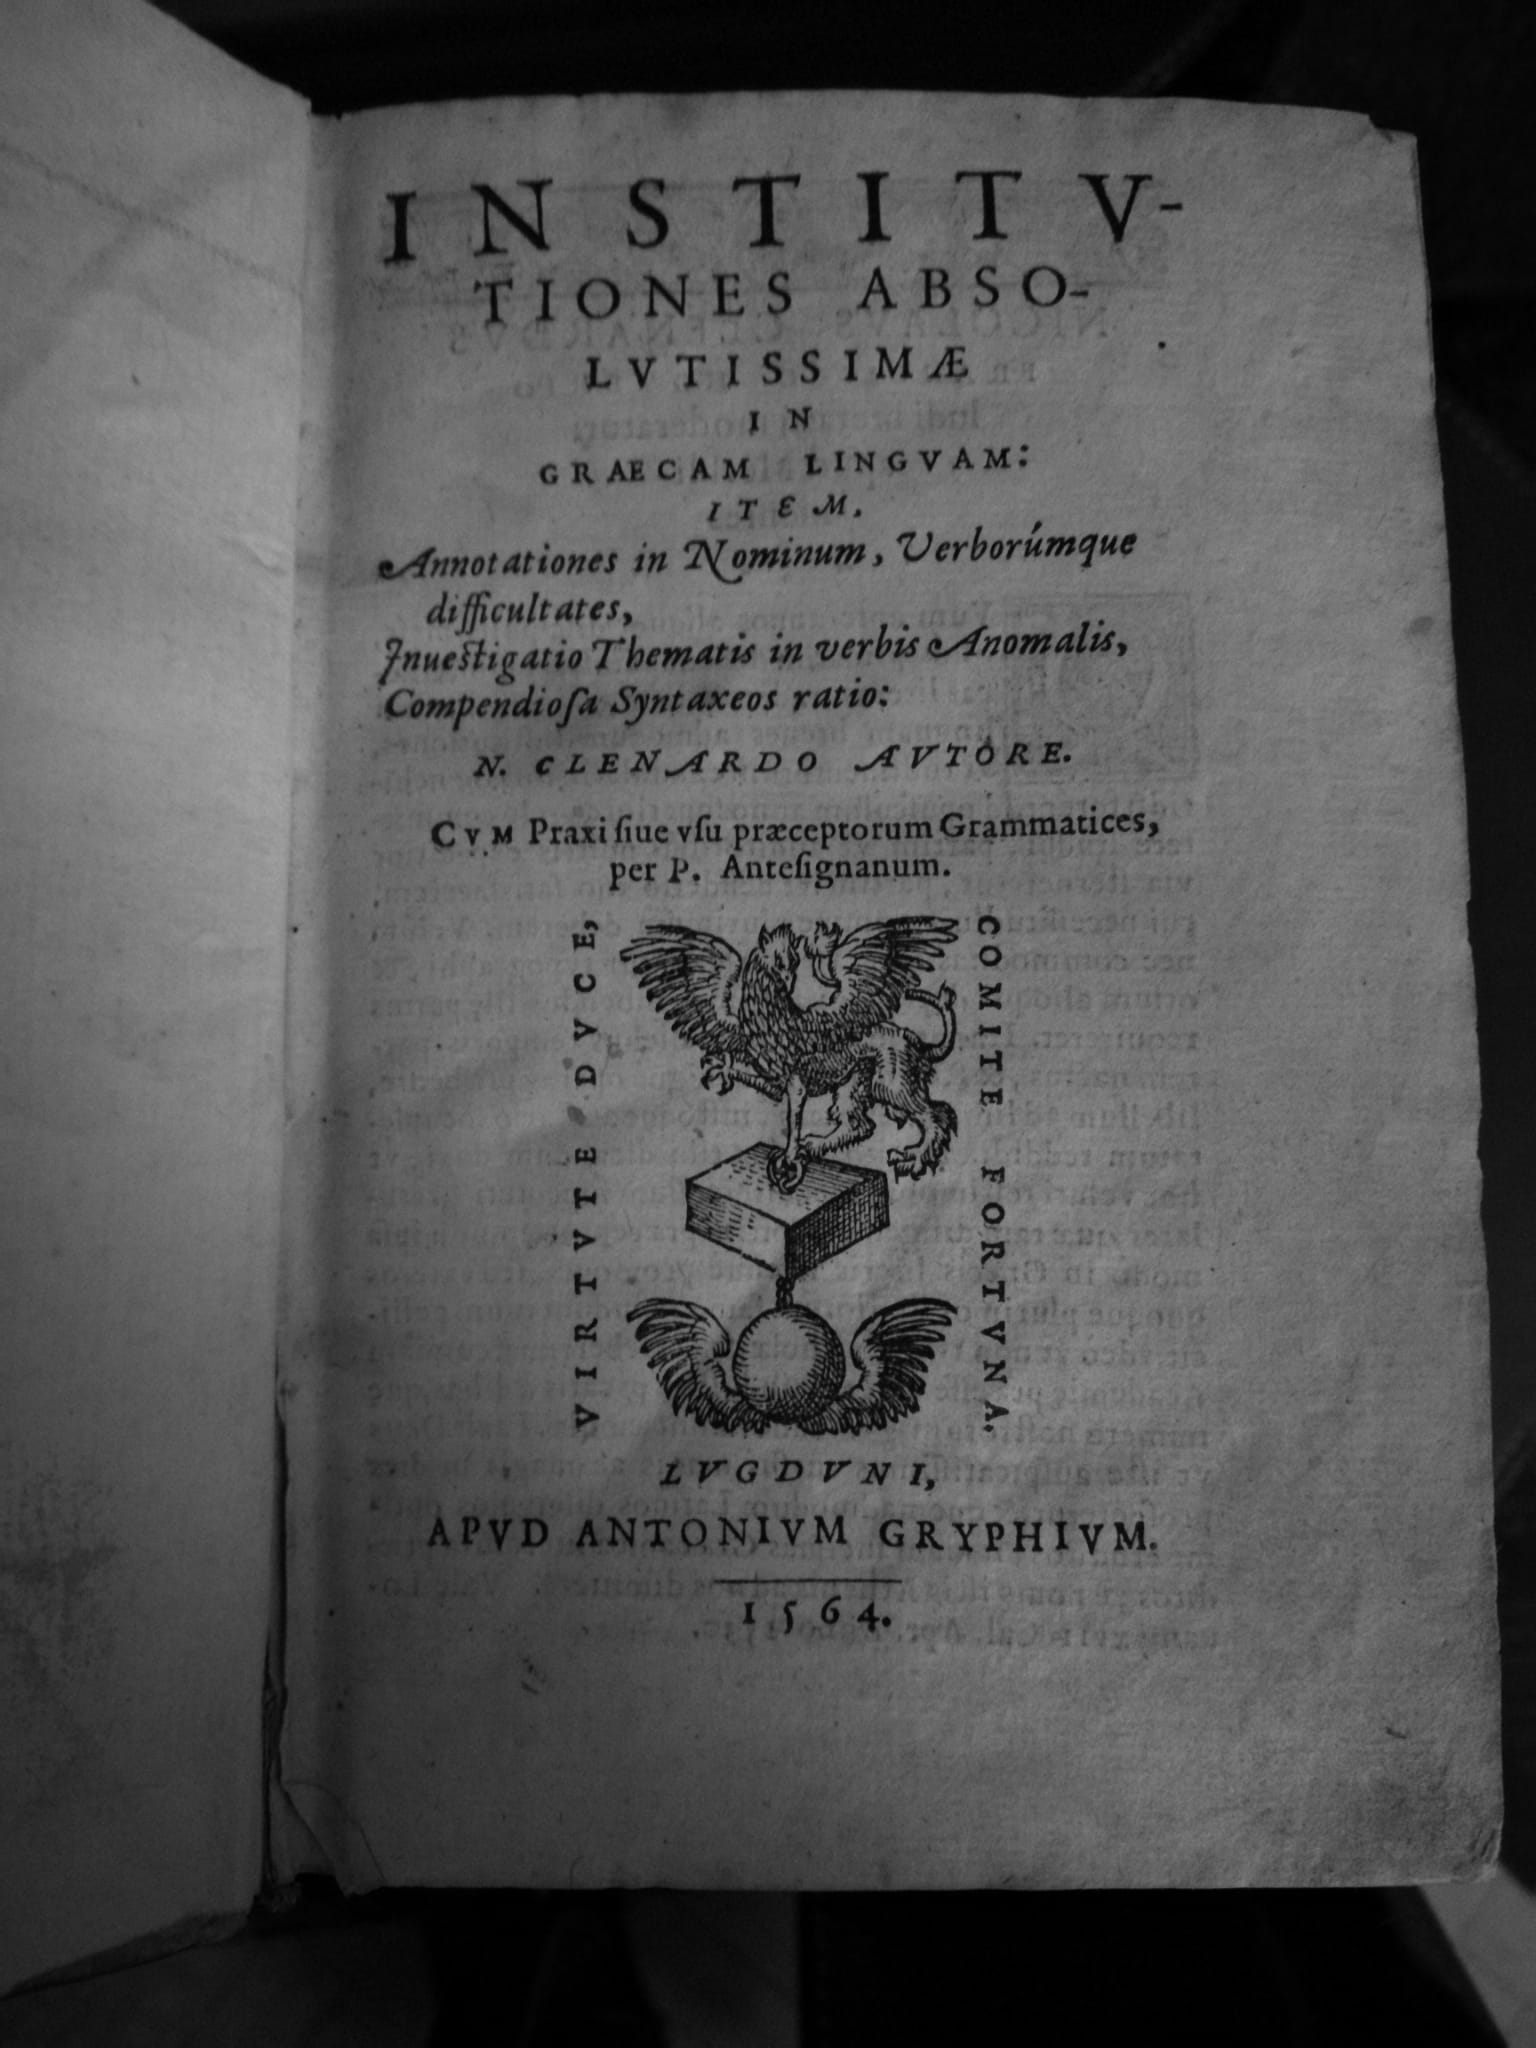 INSTITV-
TIONES ABSO-
LVTISSIMÆ
IN
GRAECAM LINGVAM:
ITEM.
Annotationes in Nominum, Verborúmque
difficultates,
Inuestigatio Thematis in verbis Anomalis,
Compendioſa Syntaxeos ratio:
N. CLENARDO AVTORE.
CVM Praxi ſiue vſu præceptorum Grammatices,
per P. Anteſignanum.
VIRTVTE DVCE,
COMITE FORTVNA.
LVGDVNI,
APVD ANTONIVM GRYPHIVM.
1564.